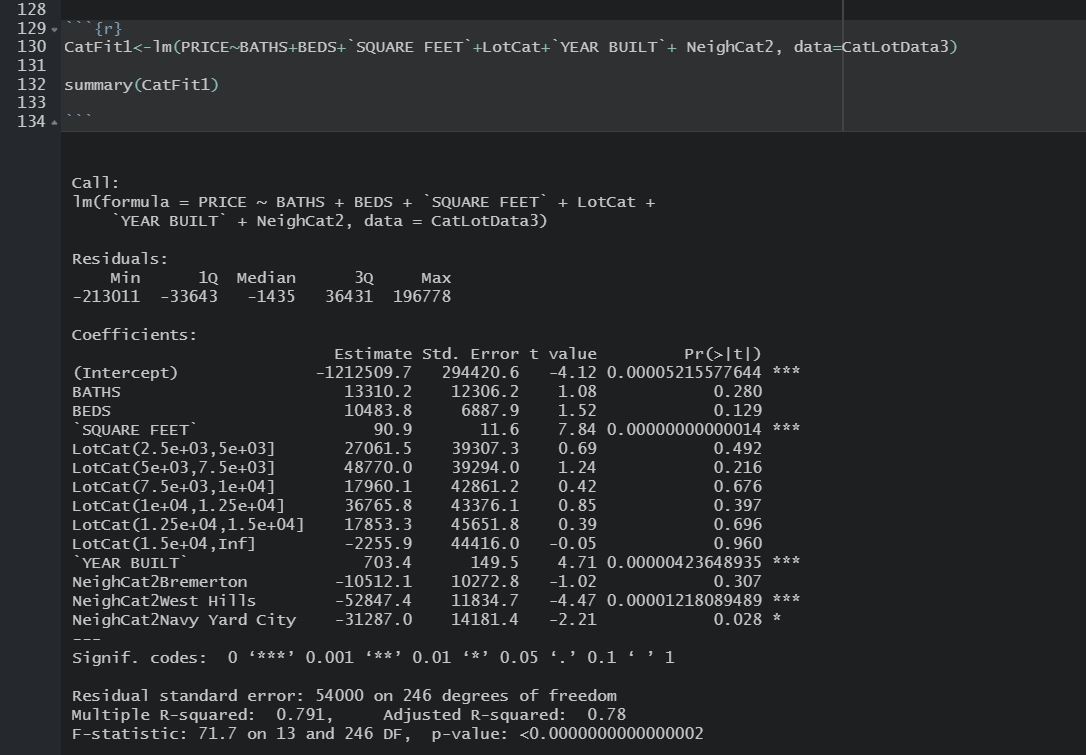 128
129 ```{r}
130 CatFit1<-lm(PRICE~BATHS+BEDS+`SQUARE FEET`+LotCat+`YEAR BUILT`+ NeighCat2, data=CatLotData3)
131
132 summary(CatFit1)
133
134 ```
Call:
lm(formula = PRICE ~ BATHS + BEDS + `SQUARE FEET` + LotCat +
    `YEAR BUILT` + NeighCat2, data = CatLotData3)
Residuals:
    Min      1Q  Median      3Q     Max
-213011  -33643   -1435   36431  196778
Coefficients:
                            Estimate Std. Error t value         Pr(>|t|)
(Intercept)               -1212509.7   294420.6   -4.12 0.00005215577644 ***
BATHS                        13310.2    12306.2    1.08            0.280
BEDS                         10483.8     6887.9    1.52            0.129
`SQUARE FEET`                   90.9       11.6    7.84 0.00000000000014 ***
LotCat(2.5e+03,5e+03]        27061.5    39307.3    0.69            0.492
LotCat(5e+03,7.5e+03]        48770.0    39294.0    1.24            0.216
LotCat(7.5e+03,1e+04]        17960.1    42861.2    0.42            0.676
LotCat(1e+04,1.25e+04]       36765.8    43376.1    0.85            0.397
LotCat(1.25e+04,1.5e+04]     17853.3    45651.8    0.39            0.696
LotCat(1.5e+04,Inf]          -2255.9    44416.0   -0.05            0.960
`YEAR BUILT`                   703.4      149.5    4.71 0.00000423648935 ***
NeighCat2Bremerton          -10512.1    10272.8   -1.02            0.307
NeighCat2West Hills         -52847.4    11834.7   -4.47 0.00001218089489 ***
NeighCat2Navy Yard City     -31287.0    14181.4   -2.21            0.028 *
---
Signif. codes:  0 ‘***’ 0.001 ‘**’ 0.01 ‘*’ 0.05 ‘.’ 0.1 ‘ ’ 1
Residual standard error: 54000 on 246 degrees of freedom
Multiple R-squared:  0.791,     Adjusted R-squared:  0.78
F-statistic: 71.7 on 13 and 246 DF,  p-value: <0.0000000000000002